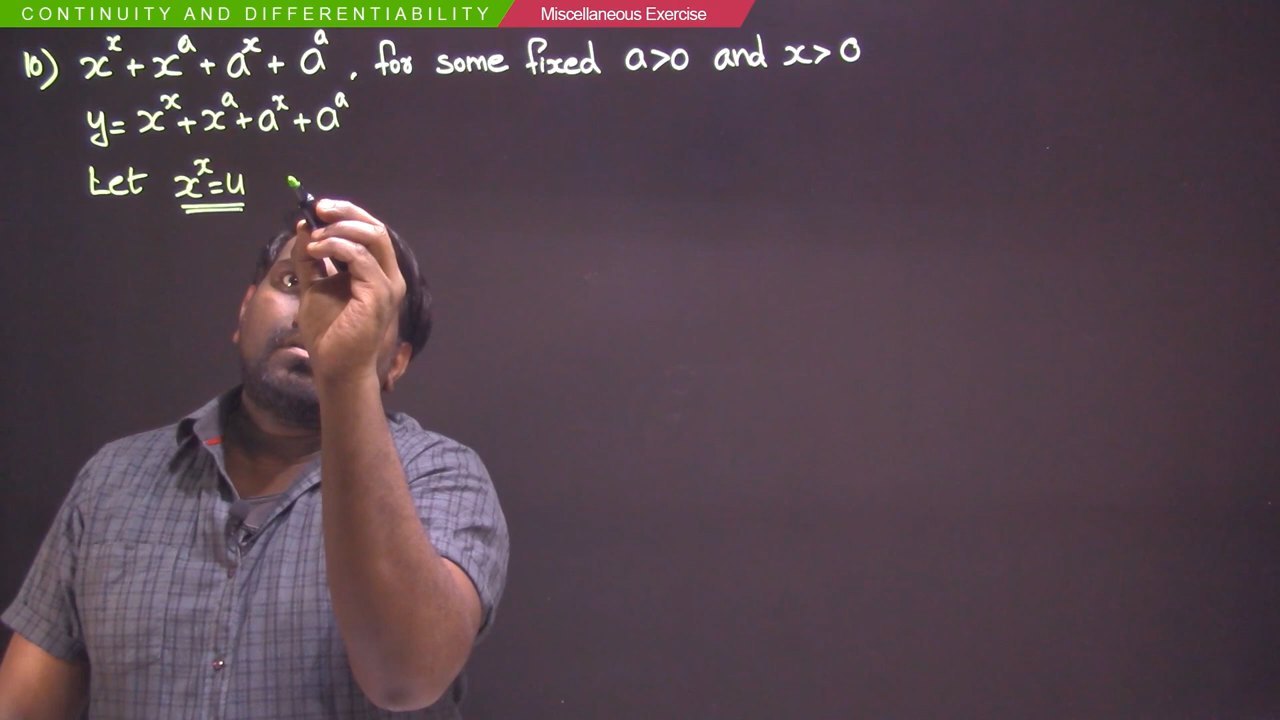 CONTINUITY AND DIFFERENTIABILITY
Miscellaneous Exercise
10) x^x + x^a + a^x + a^a, for some fixed a>0 and x>0
y = x^x + x^a + a^x + a^a
Let x^x = u